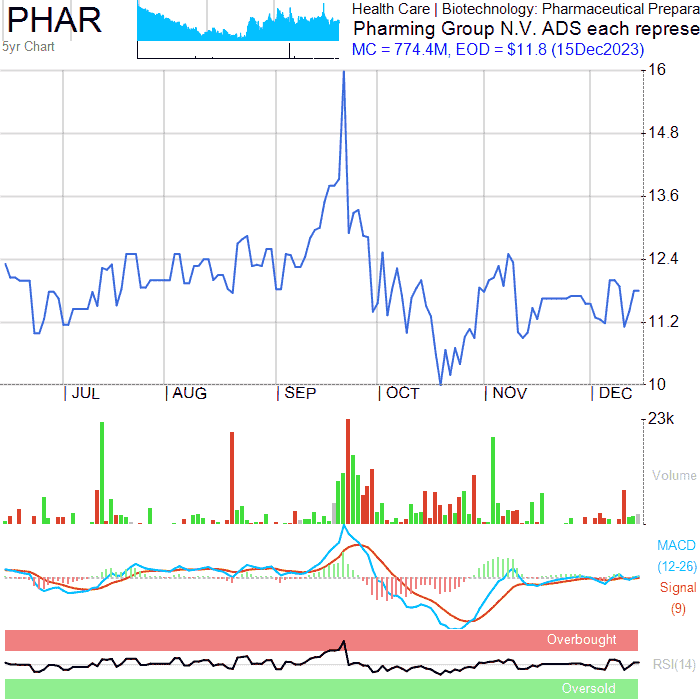 PHAR
5yr Chart
Health Care | Biotechnology: Pharmaceutical Prepara
Pharming Group N.V. ADS each represe
MC = 774.4M, EOD = $11.8 (15Dec2023)
16
14.8
13.6
12.4
11.2
10
JUL AUG SEP OCT NOV DEC
23k
Volume
MACD
(12-26)
Signal
(9)
Overbought
RSI(14)
Oversold